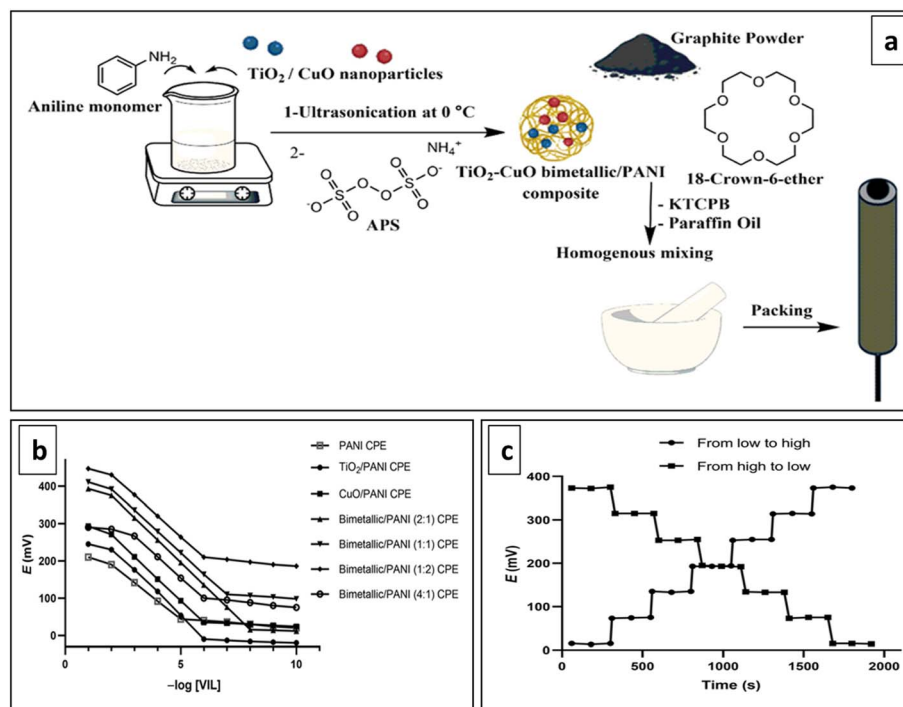 a
NH₂
TiO₂ / CuO nanoparticles
Graphite Powder
Aniline monomer
1-Ultrasonication at 0 °C
2-
NH₄⁺
O O
⁻O S O O S O⁻
O O
APS
TiO₂-CuO bimetallic/PANI
composite
O O
O O
O O
18-Crown-6-ether
- KTCPB
- Paraffin Oil
Homogenous mixing
Packing
b
E (mV)
400
300
200
100
0
0 5 10
–log [VIL]
PANI CPE
TiO₂/PANI CPE
CuO/PANI CPE
Bimetallic/PANI (2:1) CPE
Bimetallic/PANI (1:1) CPE
Bimetallic/PANI (1:2) CPE
Bimetallic/PANI (4:1) CPE
c
From low to high
From high to low
E (mV)
400
300
200
100
0
0 500 1000 1500 2000
Time (s)